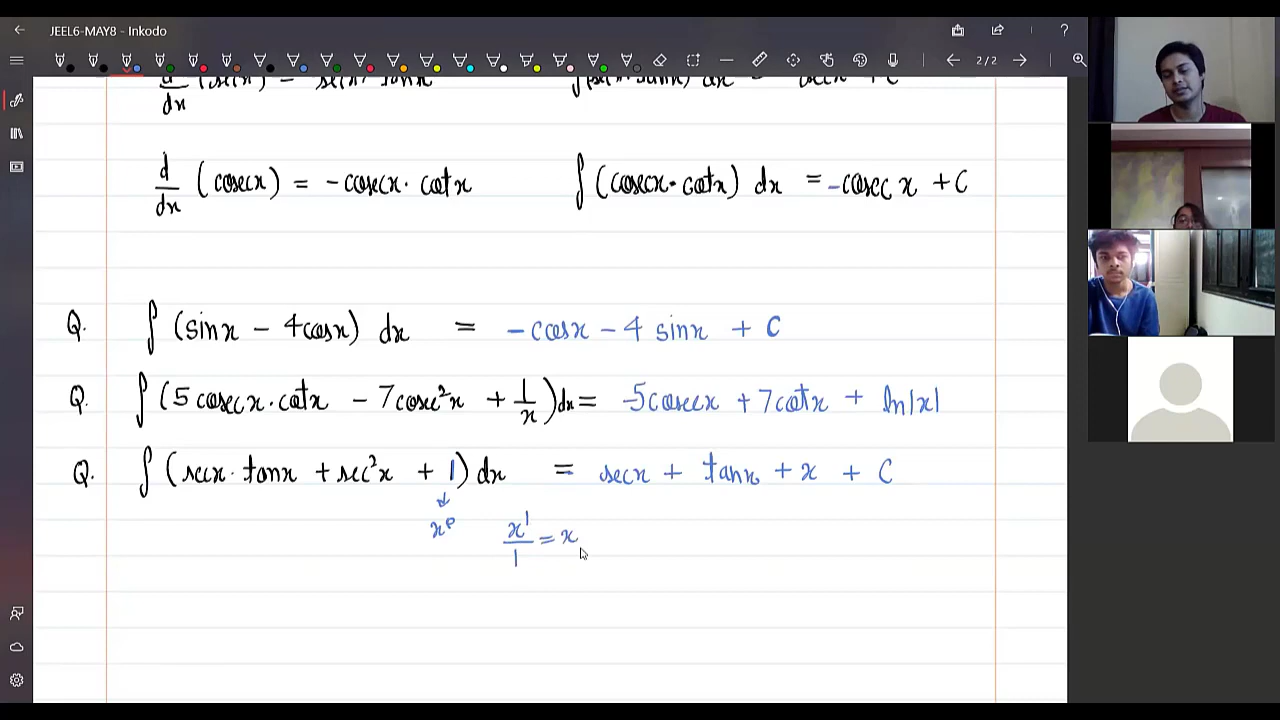 JEEL6-MAY8 - Inkodo
2/2
d/dx (cosecx) = -cosecx · cotx ∫ (cosecx · cotx) dx = -cosec x + C
Q. ∫ (sinx - 4cosx) dx = -cosx - 4 sinx + C
Q. ∫ (5 cosecx · cotx - 7cosec²x + 1/x) dx = -5cosecx + 7cotx + ln|x|
Q. ∫ (secx · tanx + sec²x + 1) dx = secx + tanx + x + C
↓
x⁰ x¹/1 = x